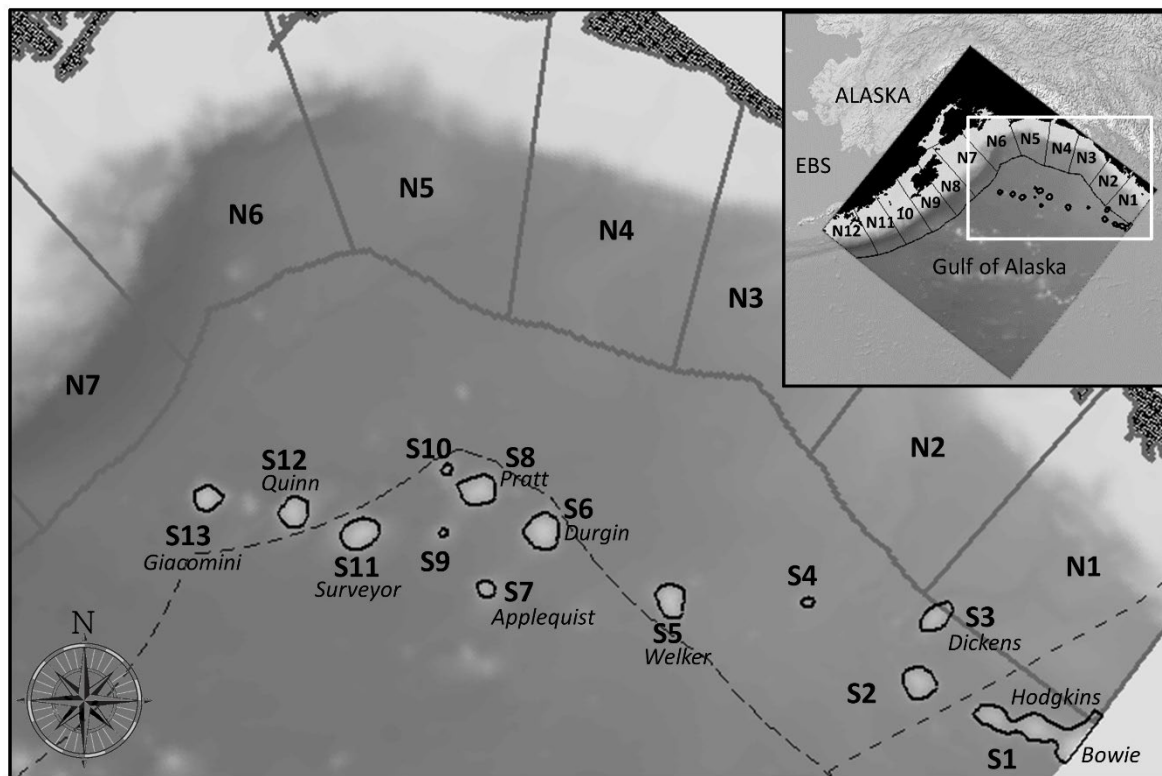 N5
N6
N4
N3
N7
N2
N1
S10
S8
Pratt
S12
Quinn
S6
Durgin
S13
Giacomini
S11
Surveyor
S9
S7
Applequist
S4
S5
Welker
S3
Dickens
S2
Hodgkins
S1
Bowie
N
ALASKA
EBS
N6
N5
N4
N3
N7
N2
N8
N1
N9
10
N11
N12
Gulf of Alaska